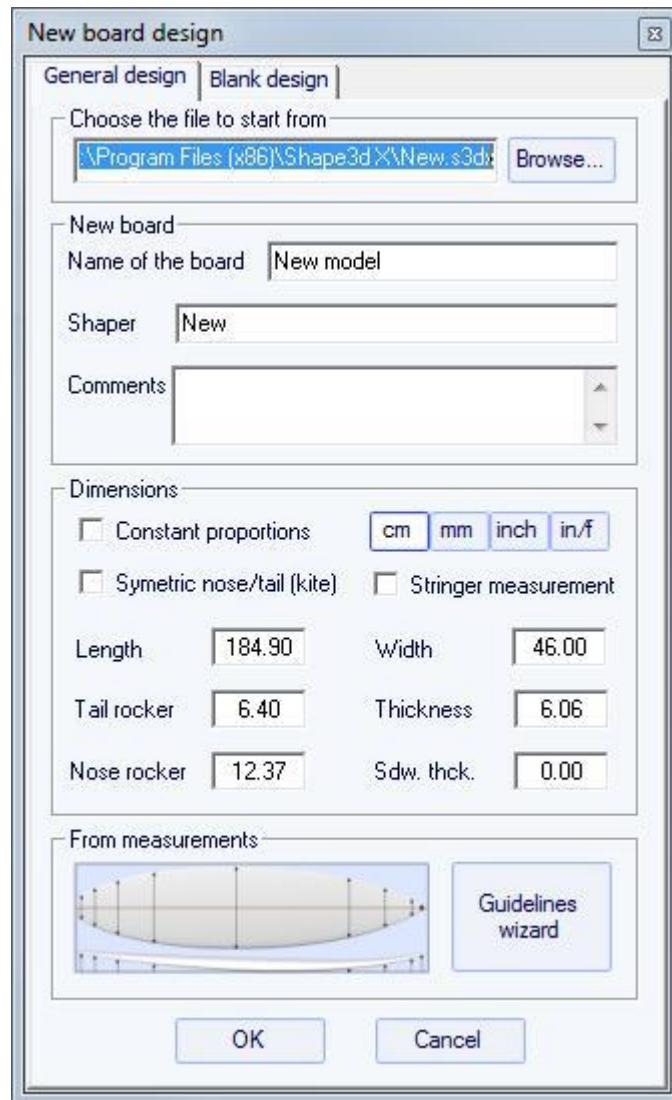 New board design
General design
Blank design
Choose the file to start from
:\Program Files (x86)\Shape3d X\New.s3dx
Browse...
New board
Name of the board New model
Shaper New
Comments
Dimensions
Constant proportions cm mm inch in/f
Symetric nose/tail (kite) Stringer measurement
Length 184.90 Width 46.00
Tail rocker 6.40 Thickness 6.06
Nose rocker 12.37 Sdw. thck. 0.00
From measurements
Guidelines
wizard
OK Cancel